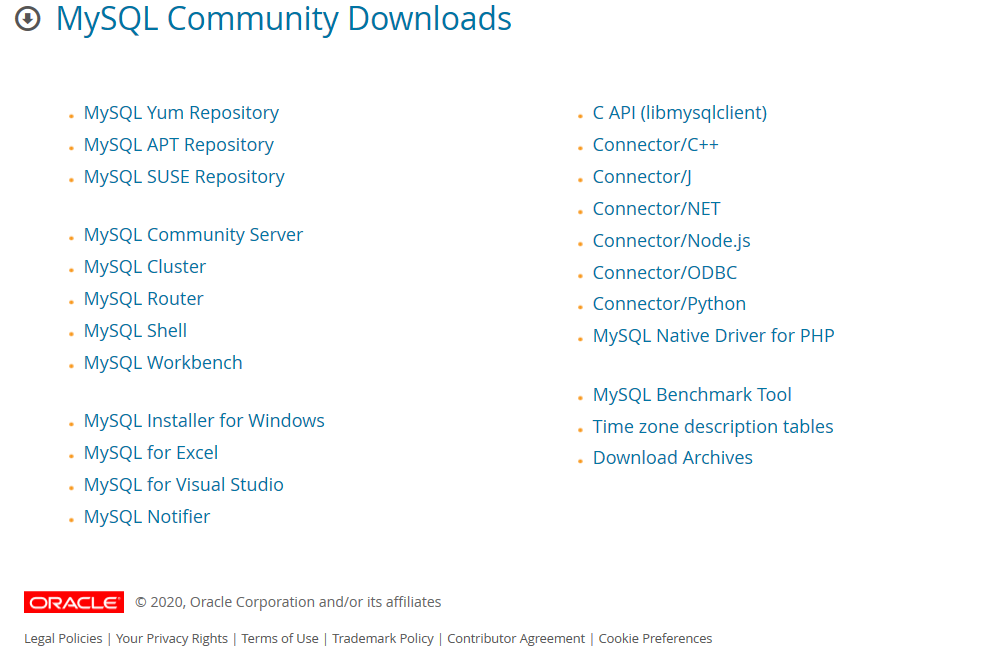 MySQL Community Downloads
MySQL Yum Repository
MySQL APT Repository
MySQL SUSE Repository
MySQL Community Server
MySQL Cluster
MySQL Router
MySQL Shell
MySQL Workbench
MySQL Installer for Windows
MySQL for Excel
MySQL for Visual Studio
MySQL Notifier
C API (libmysqlclient)
Connector/C++
Connector/J
Connector/NET
Connector/Node.js
Connector/ODBC
Connector/Python
MySQL Native Driver for PHP
MySQL Benchmark Tool
Time zone description tables
Download Archives
ORACLE © 2020, Oracle Corporation and/or its affiliates
Legal Policies | Your Privacy Rights | Terms of Use | Trademark Policy | Contributor Agreement | Cookie Preferences